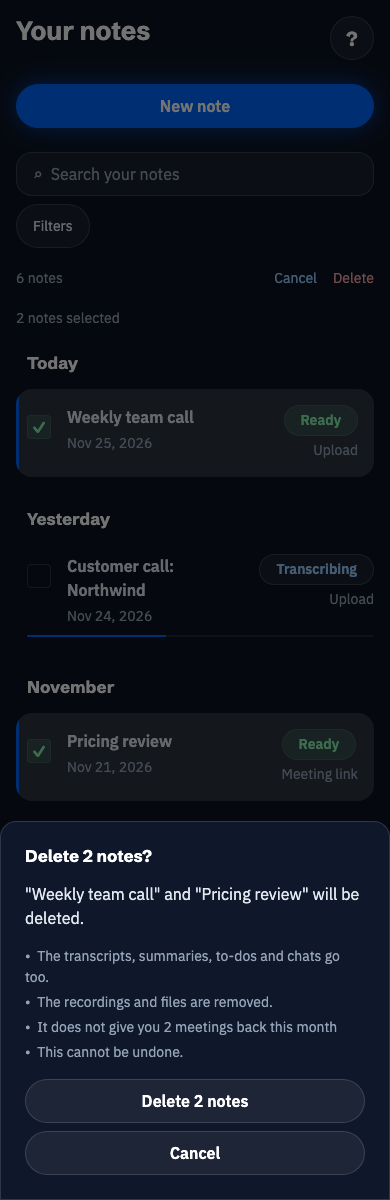 Your notes
?
New note
Search your notes
Filters
6 notes
Cancel Delete
2 notes selected
Today
Weekly team call
Ready
Nov 25, 2026
Upload
Yesterday
Customer call:
Northwind
Transcribing
Nov 24, 2026
Upload
November
Pricing review
Ready
Nov 21, 2026
Meeting link
Delete 2 notes?
"Weekly team call" and "Pricing review" will be
deleted.
• The transcripts, summaries, to-dos and chats go
too.
• The recordings and files are removed.
• It does not give you 2 meetings back this month
• This cannot be undone.
Delete 2 notes
Cancel